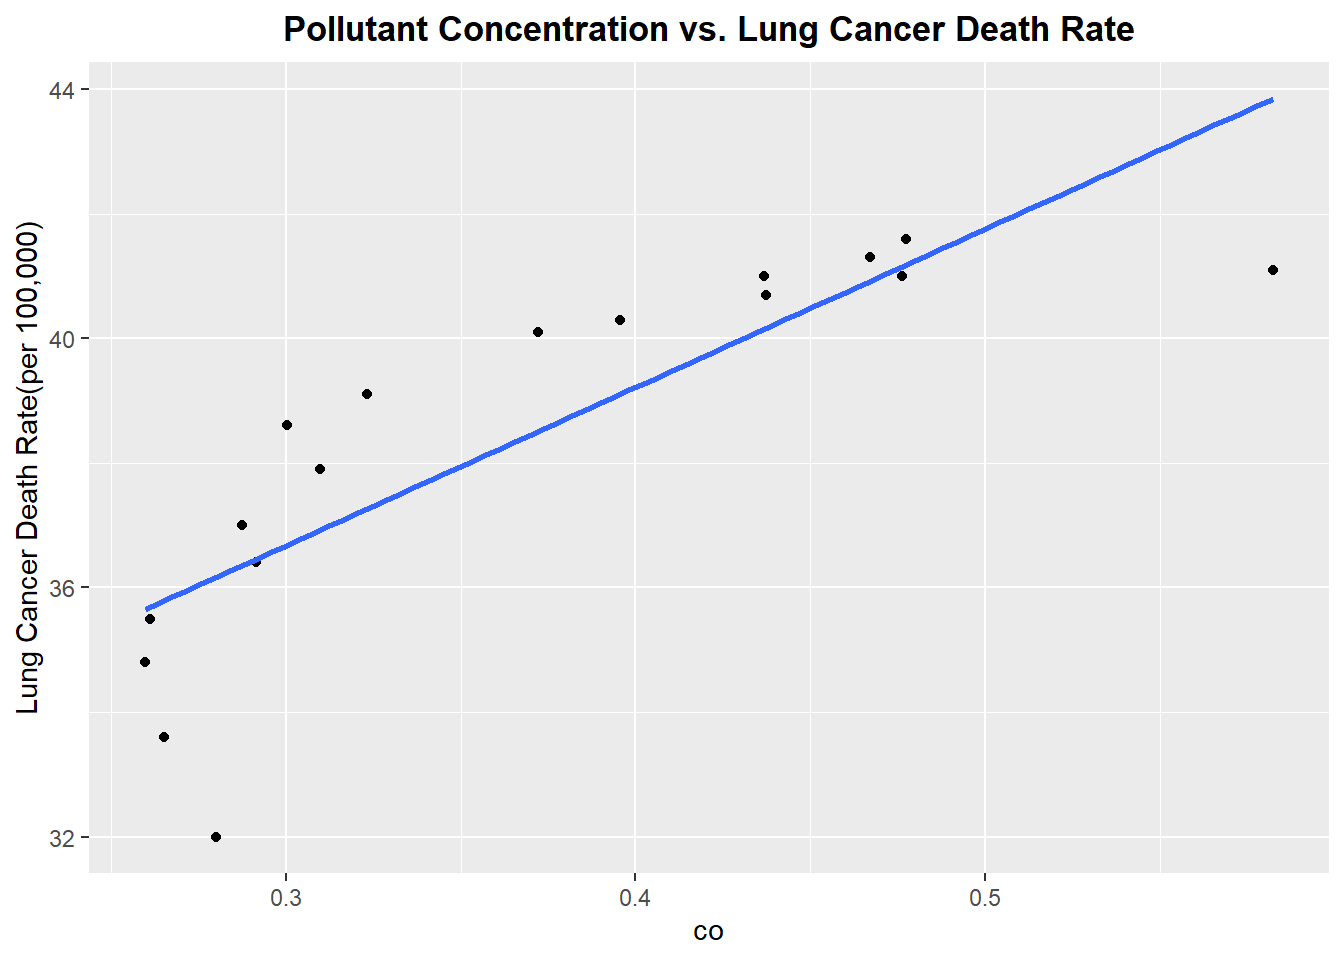 Pollutant Concentration vs. Lung Cancer Death Rate
Lung Cancer Death Rate(per 100,000)
44
40
36
32
0.3
0.4
0.5
co